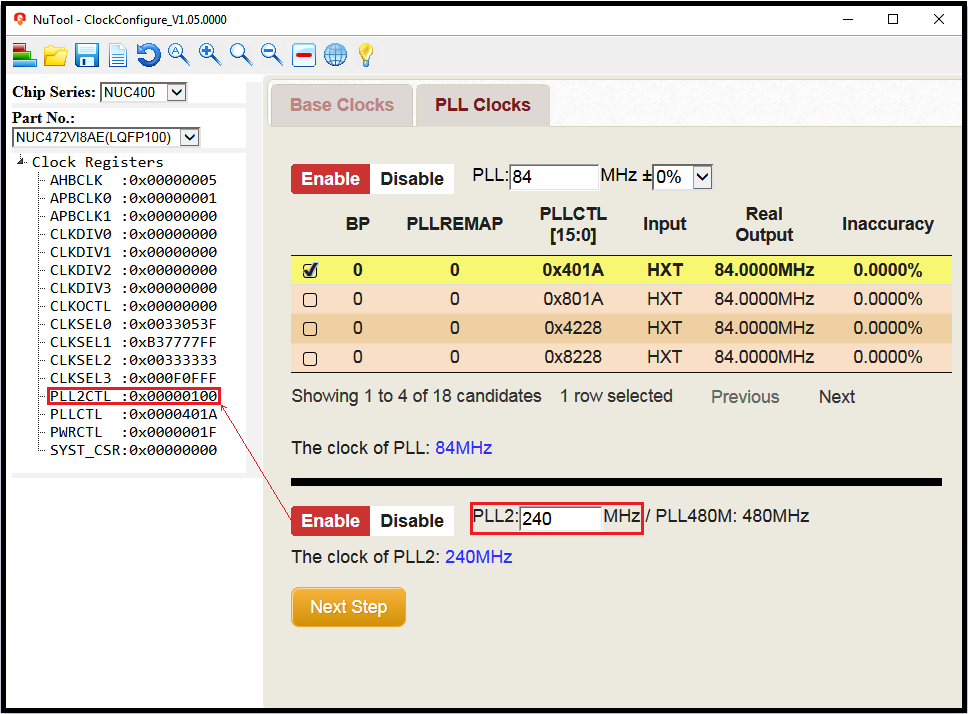 NuTool - ClockConfigure_V1.05.0000
Chip Series: NUC400
Part No.:
NUC472VI8AE(LQFP100)
Clock Registers
AHBCLK :0x00000005
APBCLK0 :0x00000001
APBCLK1 :0x00000000
CLKDIV0 :0x00000000
CLKDIV1 :0x00000000
CLKDIV2 :0x00000000
CLKDIV3 :0x00000000
CLKOCTL :0x00000000
CLKSEL0 :0x0033053F
CLKSEL1 :0xB37777FF
CLKSEL2 :0x00333333
CLKSEL3 :0x000F0FFF
PLL2CTL :0x00000100
PLLCTL :0x0000401A
PWRCTL :0x0000001F
SYST_CSR:0x00000000
Base Clocks PLL Clocks
Enable Disable PLL:84 MHz ±0%
BP PLLREMAP PLLCTL [15:0] Input Real Output Inaccuracy
0 0 0x401A HXT 84.0000MHz 0.0000%
0 0 0x801A HXT 84.0000MHz 0.0000%
0 0 0x4228 HXT 84.0000MHz 0.0000%
0 0 0x8228 HXT 84.0000MHz 0.0000%
Showing 1 to 4 of 18 candidates 1 row selected Previous Next
The clock of PLL: 84MHz
Enable Disable PLL2:240 MHz / PLL480M: 480MHz
The clock of PLL2: 240MHz
Next Step